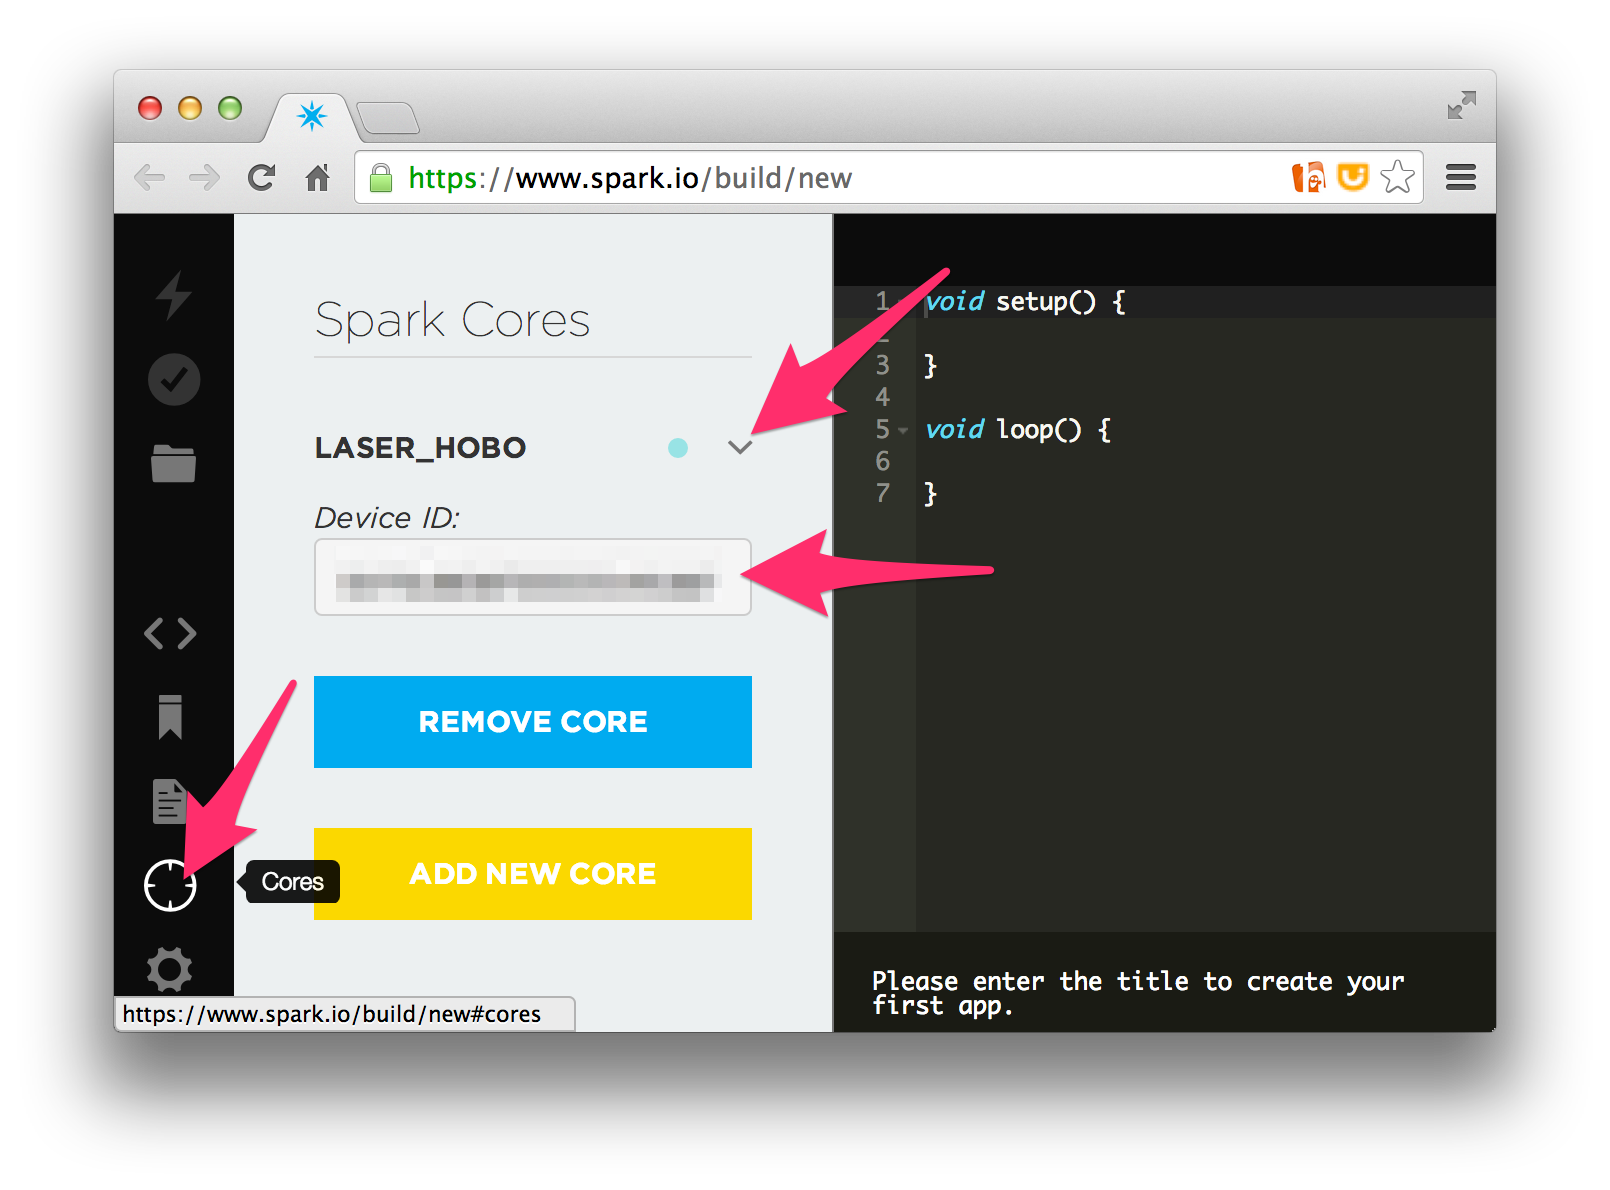 https://www.spark.io/build/new
Spark Cores
LASER_HOBO
Device ID:
REMOVE CORE
ADD NEW CORE
Cores
https://www.spark.io/build/new#cores
1 void setup() {
2
3 }
4
5 void loop() {
6
7 }
Please enter the title to create your
first app.